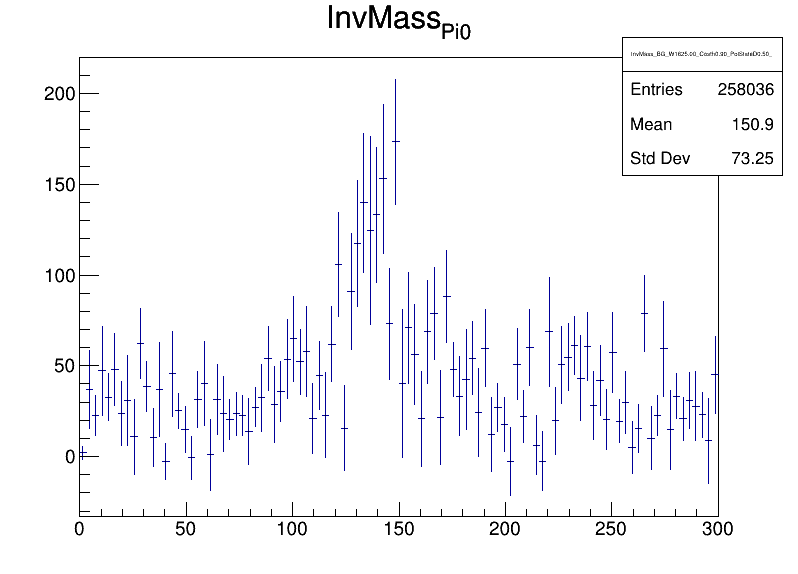 InvMass_Pi0
InvMass_BG_W1625.00_Costh0.90_PolStateD0.50_
Entries 258036
Mean 150.9
Std Dev 73.25
200
150
100
50
0
0 50 100 150 200 250 300